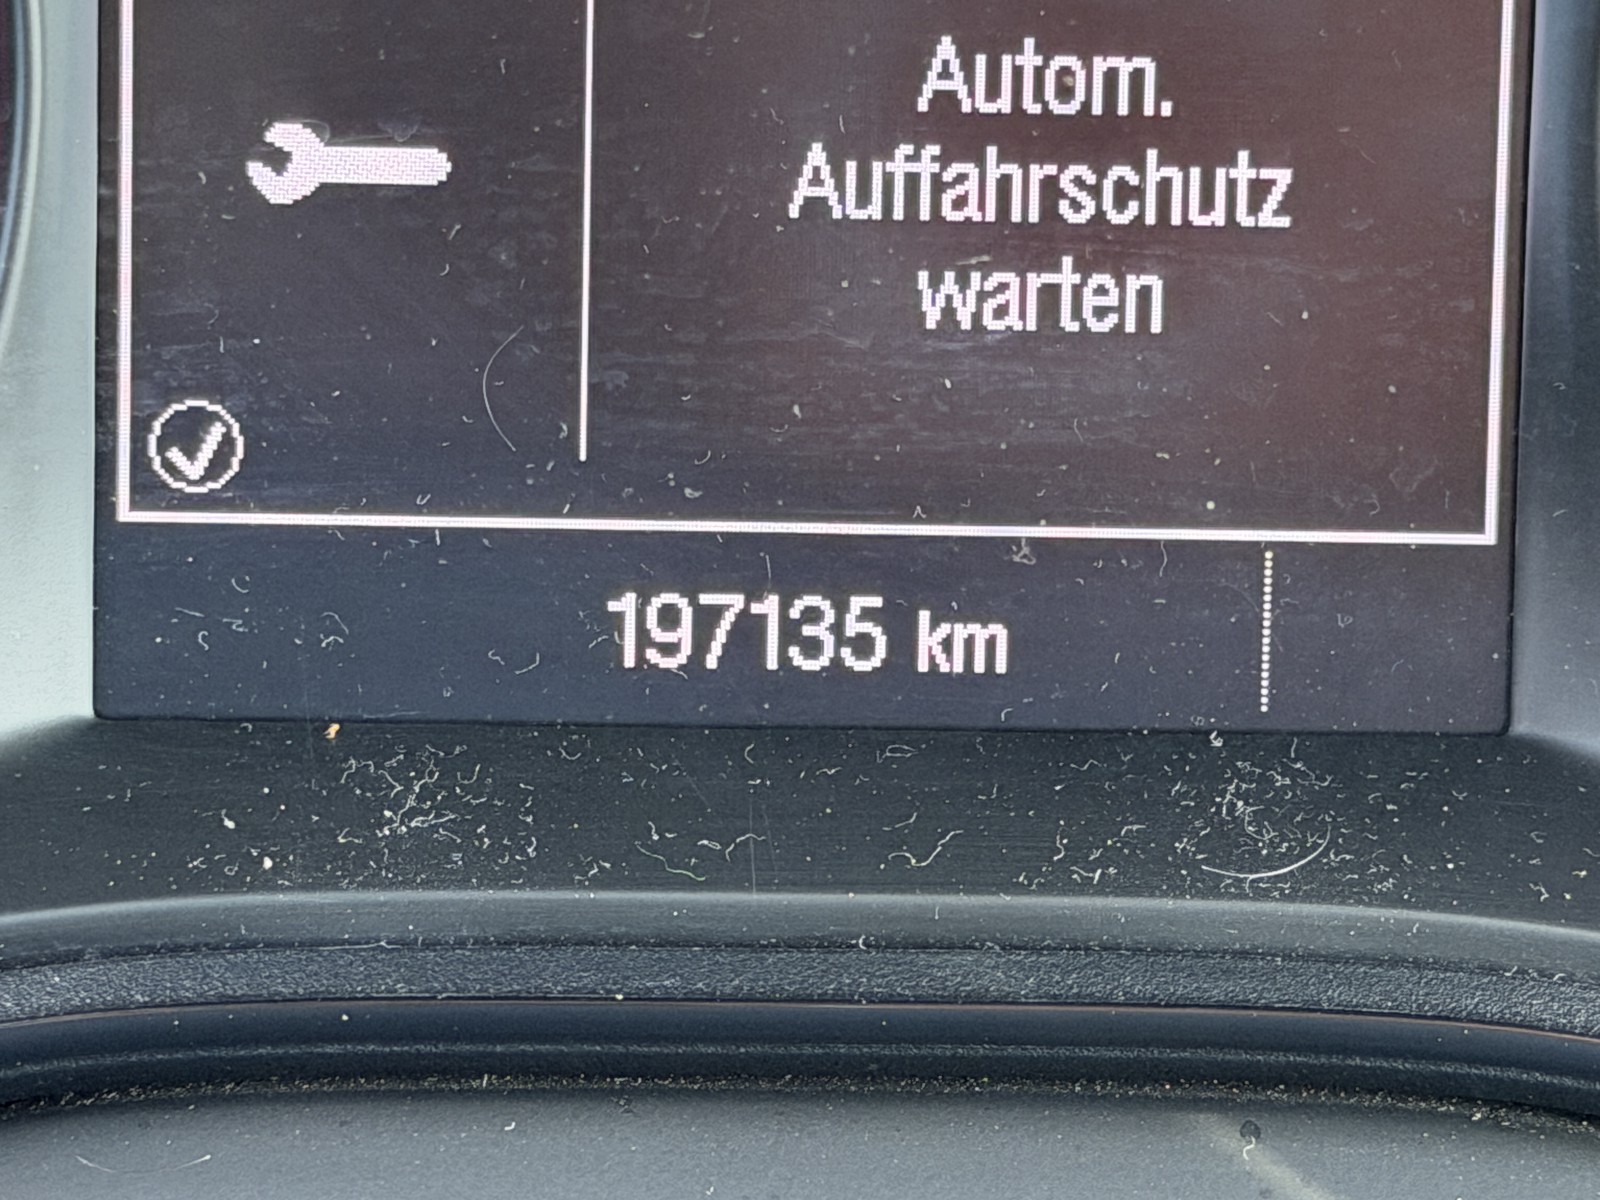 Autom.
Auffahrschutz
warten
197135 km